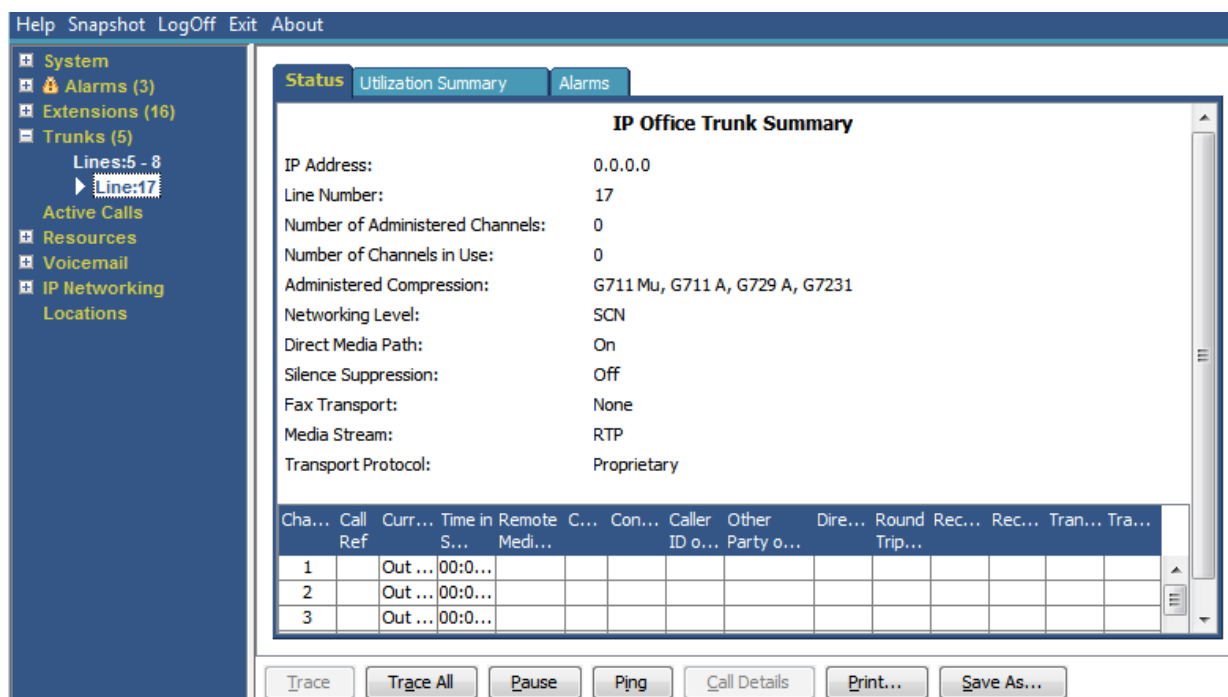 Help Snapshot LogOff Exit About
System
Alarms (3)
Extensions (16)
Trunks (5)
Lines:5 - 8
Line:17
Active Calls
Resources
Voicemail
IP Networking
Locations
Status Utilization Summary Alarms
IP Office Trunk Summary
IP Address: 0.0.0.0
Line Number: 17
Number of Administered Channels: 0
Number of Channels in Use: 0
Administered Compression: G711 Mu, G711 A, G729 A, G7231
Networking Level: SCN
Direct Media Path: On
Silence Suppression: Off
Fax Transport: None
Media Stream: RTP
Transport Protocol: Proprietary
Cha... Call Curr... Time in Remote C... Con... Caller Other Dire... Round Rec... Rec... Tran... Tra...
Ref S... Medi... ID o... Party o... Trip...
1 Out ... 00:0...
2 Out ... 00:0...
3 Out ... 00:0...
Trace Trace All Pause Ping Call Details Print... Save As...